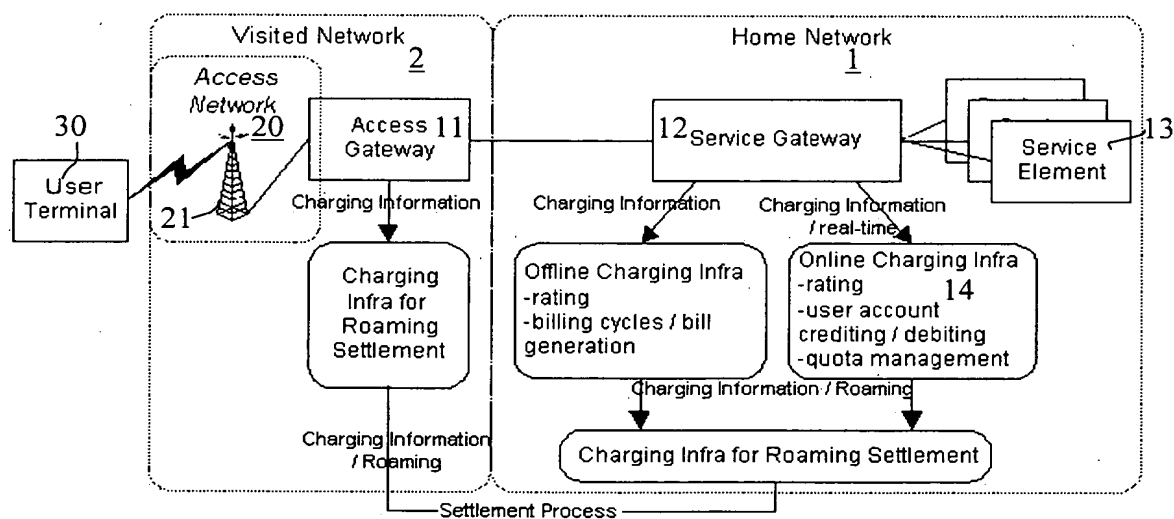 Visited Network
2
Home Network
1
Access
Network
20
30
User
Terminal
21
Access
Gateway
11
12
Service Gateway
13
Service
Element
Charging Information
Charging Information
Charging Information
/ real-time
Charging
Infra for
Roaming
Settlement
Offline Charging Infra
-rating
-billing cycles / bill
generation
Online Charging Infra
-rating
14
-user account
crediting / debiting
-quota management
Charging Information / Roaming
Charging Information
/ Roaming
Charging Infra for Roaming Settlement
Settlement Process